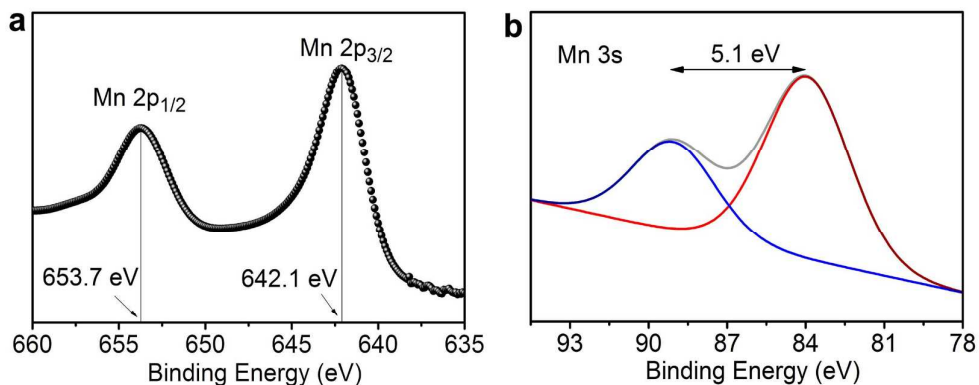 a
Mn 2p3/2
Mn 2p1/2
653.7 eV
642.1 eV
660 655 650 645 640 635
Binding Energy (eV)
b
Mn 3s
5.1 eV
93 90 87 84 81 78
Binding Energy (eV)